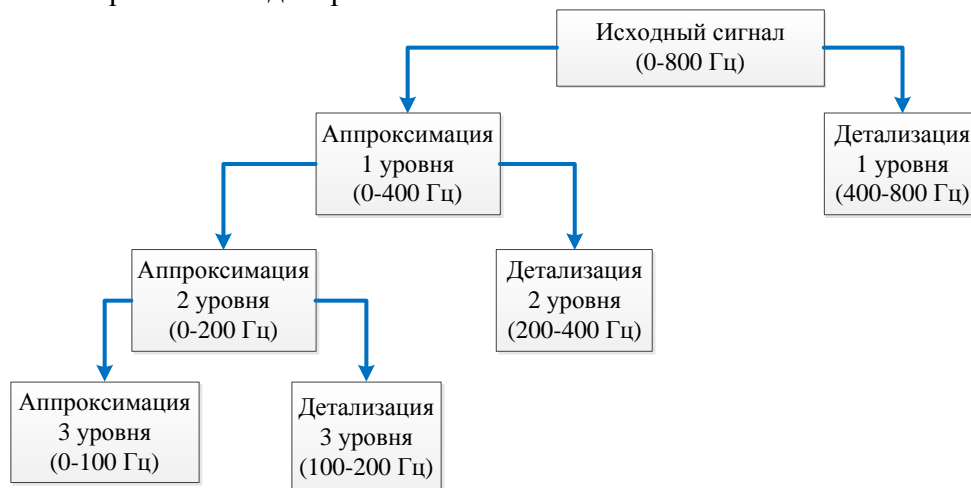 Исходный сигнал
(0-800 Гц)
Аппроксимация
1 уровня
(0-400 Гц)
Детализация
1 уровня
(400-800 Гц)
Аппроксимация
2 уровня
(0-200 Гц)
Детализация
2 уровня
(200-400 Гц)
Аппроксимация
3 уровня
(0-100 Гц)
Детализация
3 уровня
(100-200 Гц)